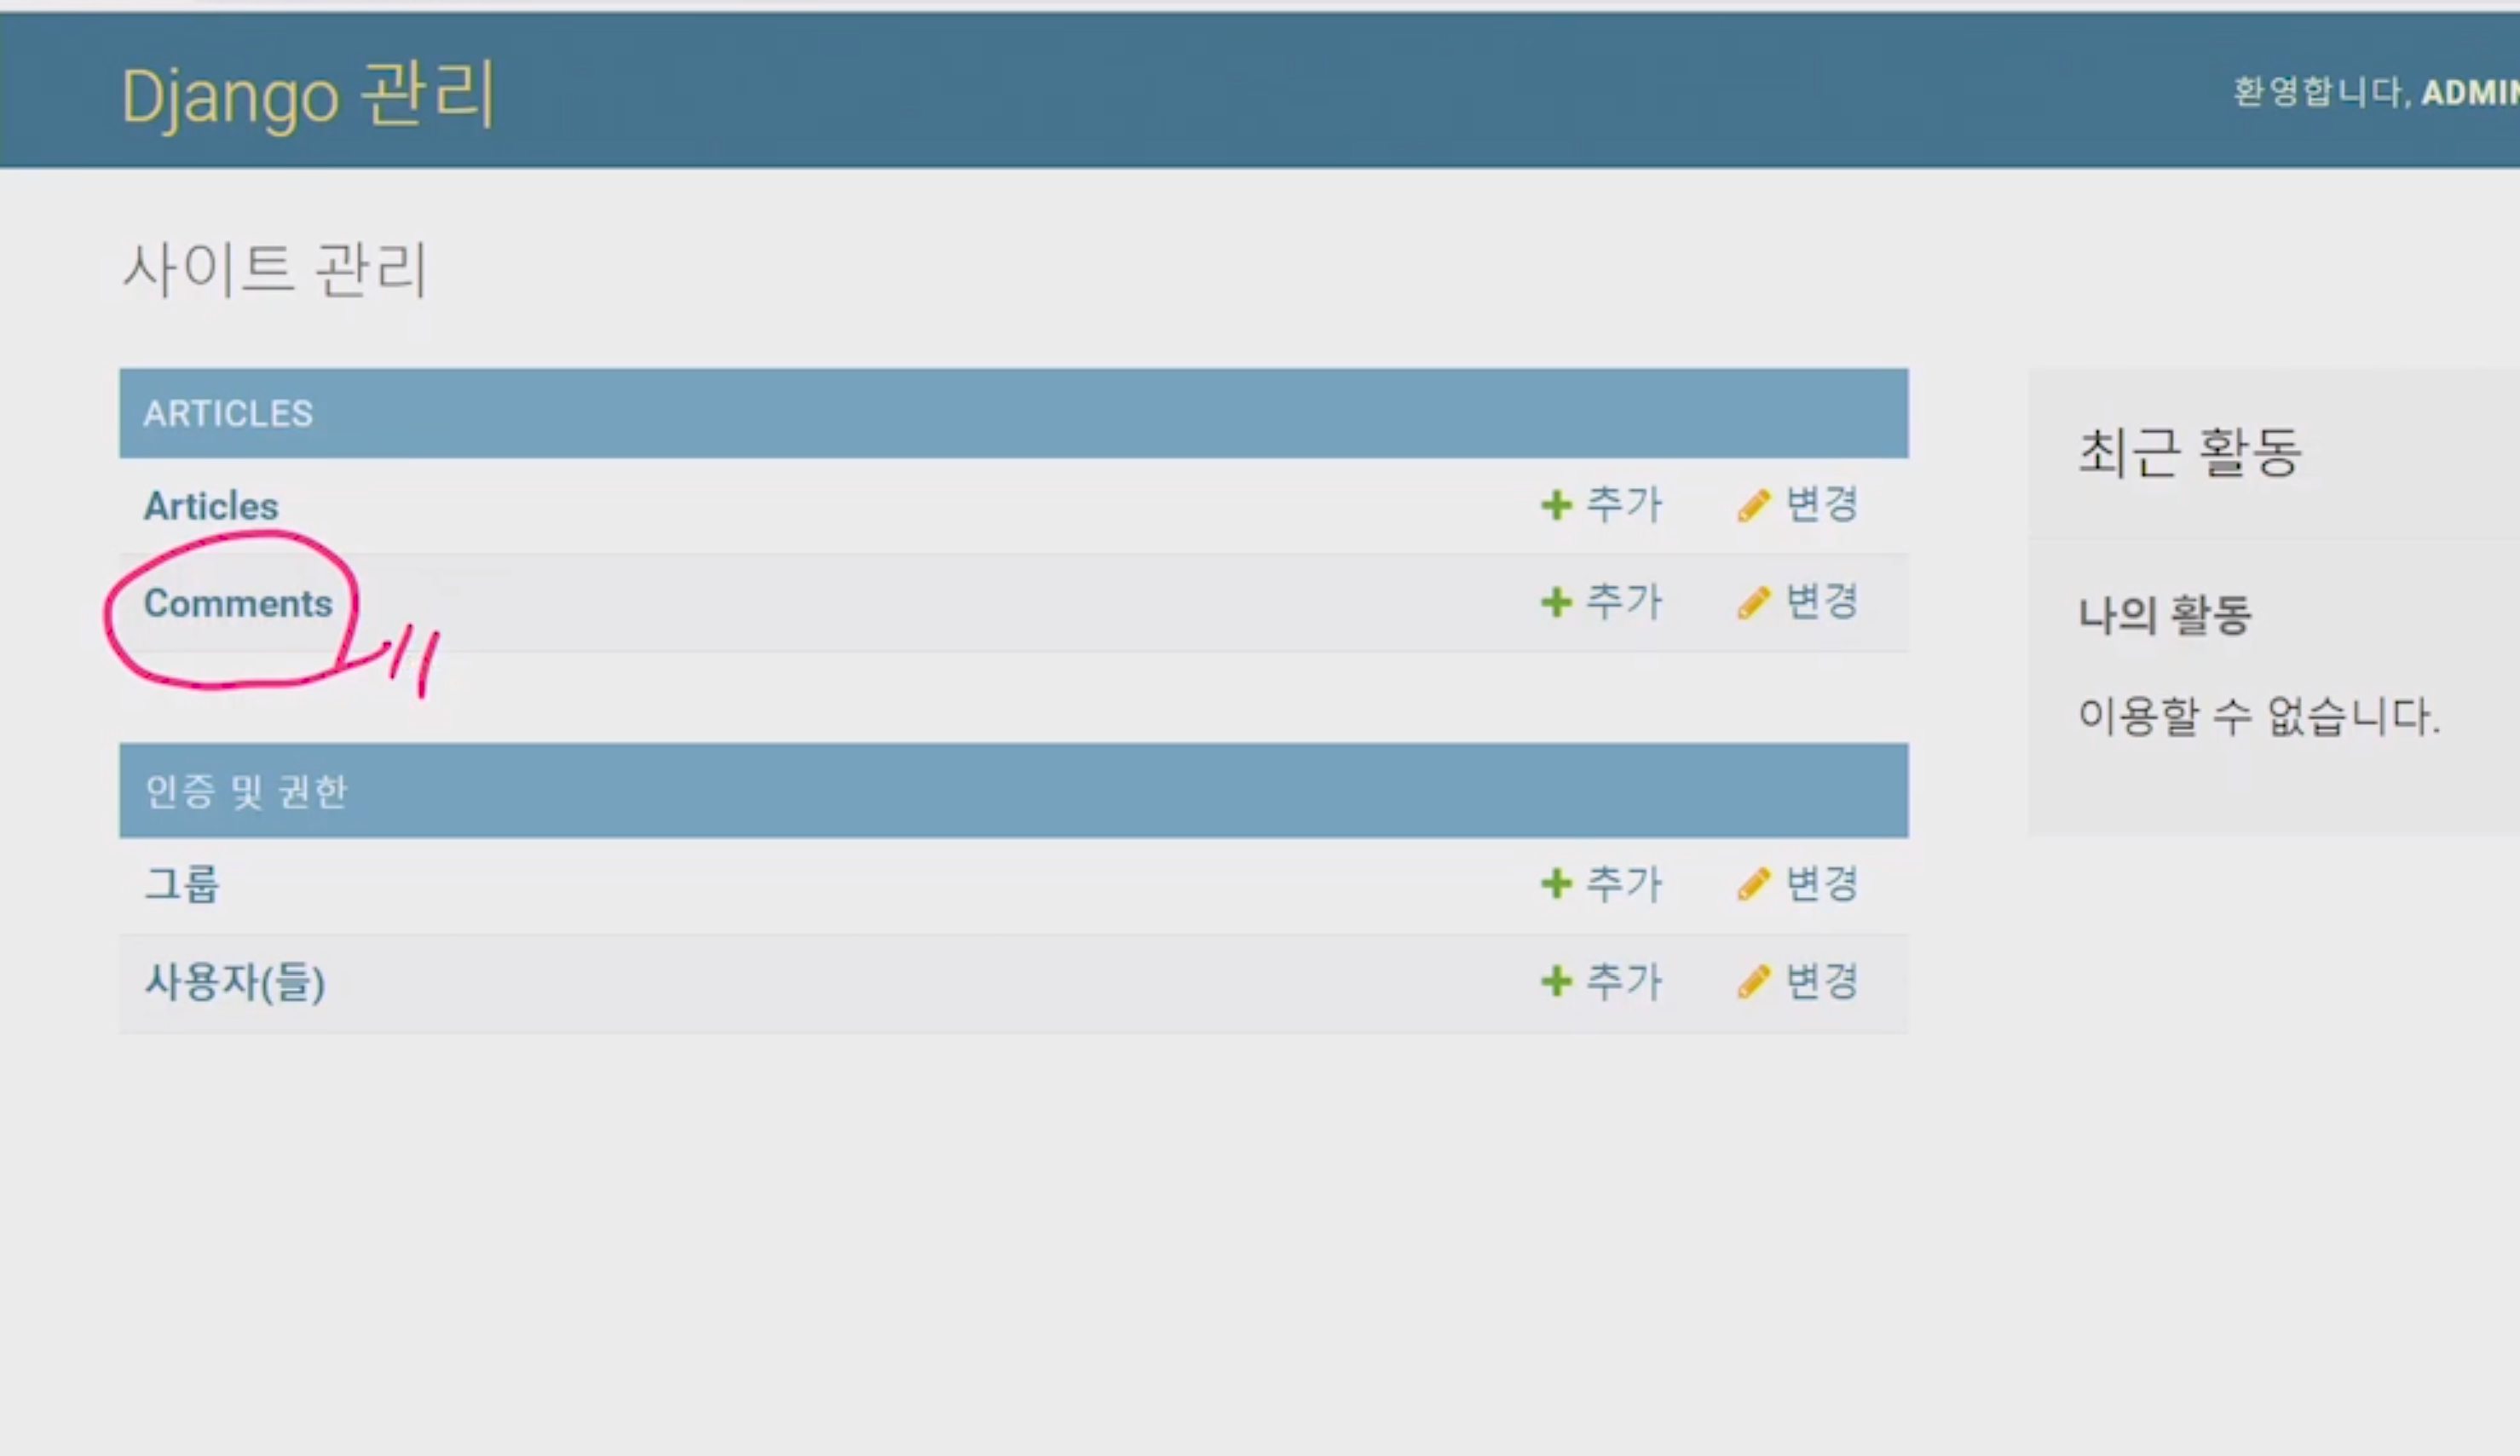 Django 관리
환영합니다, ADMIN
사이트 관리
ARTICLES
Articles 추가 변경
Comments 추가 변경
인증 및 권한
그룹 추가 변경
사용자(들) 추가 변경
최근 활동
나의 활동
이용할 수 없습니다.